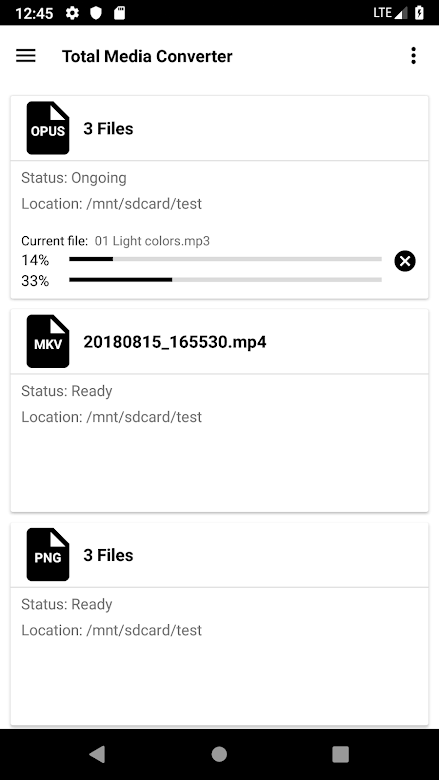 12:45
LTE
Total Media Converter
OPUS
3 Files
Status: Ongoing
Location: /mnt/sdcard/test
Current file: 01 Light colors.mp3
14%
33%
MKV
20180815_165530.mp4
Status: Ready
Location: /mnt/sdcard/test
PNG
3 Files
Status: Ready
Location: /mnt/sdcard/test